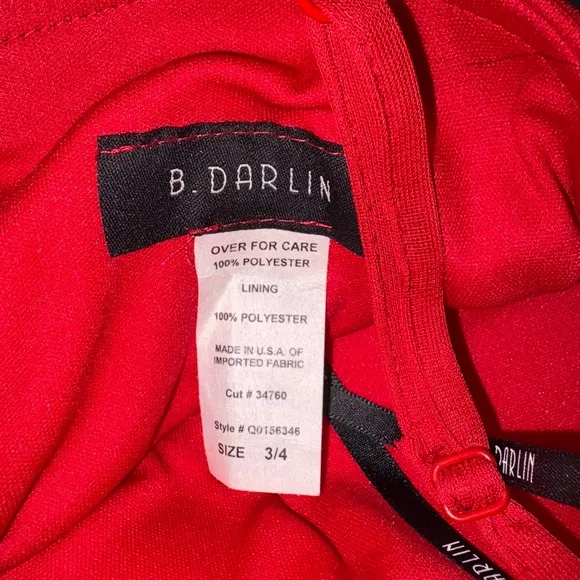 B. DARLIN
OVER FOR CARE
100% POLYESTER
LINING
100% POLYESTER
MADE IN U.S.A. OF
IMPORTED FABRIC
Cut # 34760
Style # Q0156346
SIZE 3/4
DARLIN
ARLIN